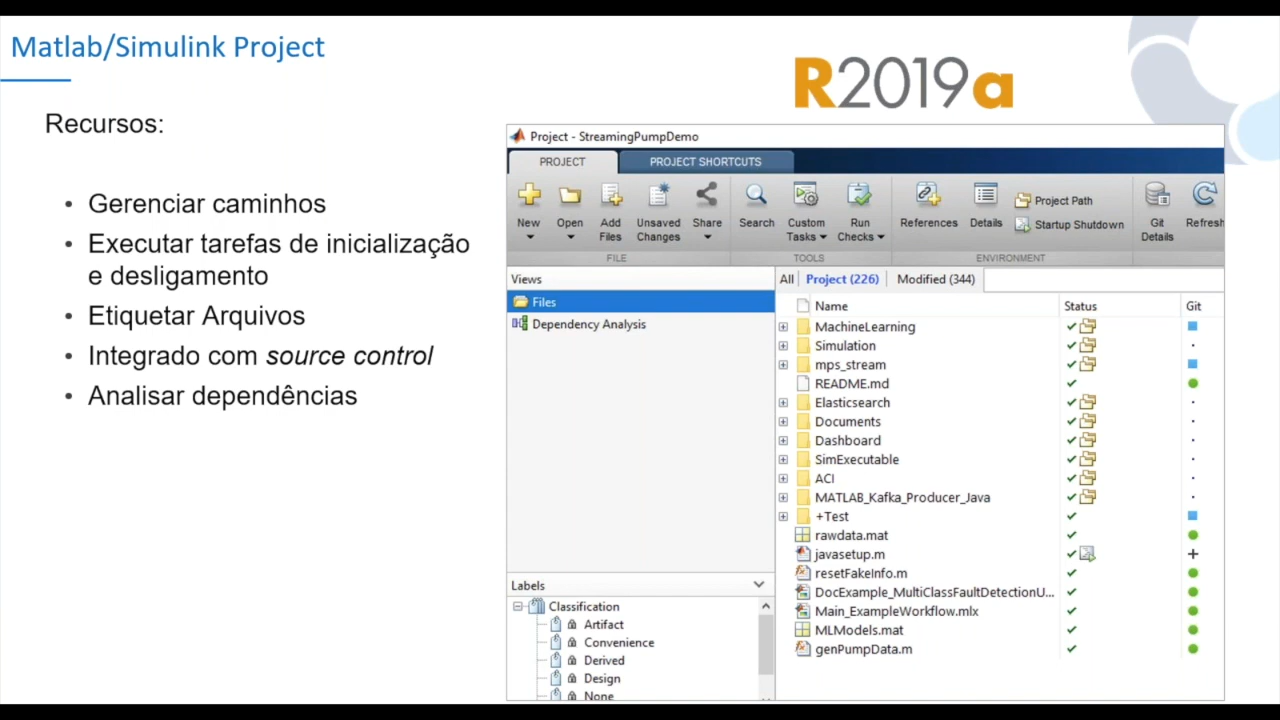 Matlab/Simulink Project
R2019a
Recursos:
• Gerenciar caminhos
• Executar tarefas de inicialização
e desligamento
• Etiquetar Arquivos
• Integrado com source control
• Analisar dependências
Project - StreamingPumpDemo
PROJECT PROJECT SHORTCUTS
New Open Add Files Unsaved Changes Share Search Custom Tasks Run Checks References Details Project Path Startup Shutdown Git Details Refresh
FILE TOOLS ENVIRONMENT
Views
Files
Dependency Analysis
Labels
Classification
Artifact
Convenience
Derived
Design
None
All Project (226) Modified (344)
Name Status Git
MachineLearning
Simulation
mps_stream
README.md
Elasticsearch
Documents
Dashboard
SimExecutable
ACI
MATLAB_Kafka_Producer_Java
+Test
rawdata.mat
javasetup.m
resetFakeInfo.m
DocExample_MultiClassFaultDetectionU...
Main_ExampleWorkflow.mlx
MLModels.mat
genPumpData.m